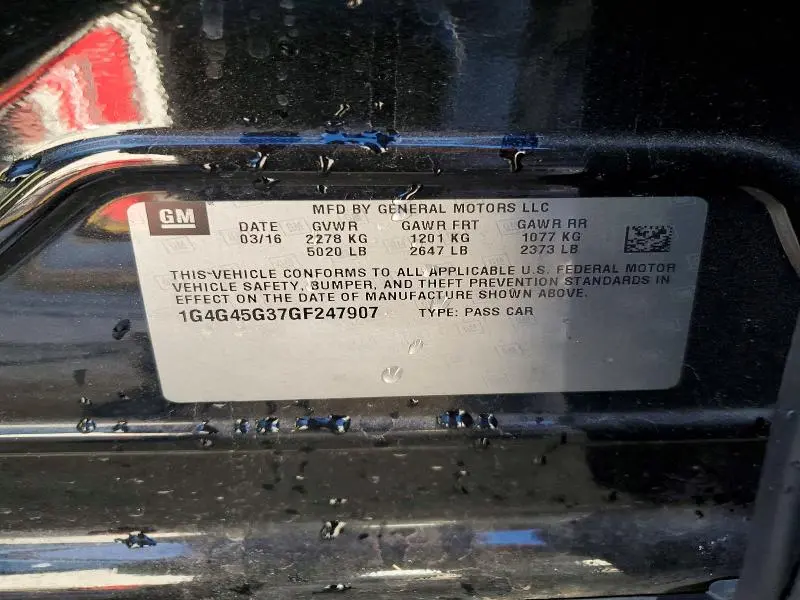 GM
MFD BY GENERAL MOTORS LLC
DATE GVWR GAWR FRT GAWR RR
03/16 2278 KG 1201 KG 1077 KG
5020 LB 2647 LB 2373 LB
THIS VEHICLE CONFORMS TO ALL APPLICABLE U.S. FEDERAL MOTOR
VEHICLE SAFETY, BUMPER, AND THEFT PREVENTION STANDARDS IN
EFFECT ON THE DATE OF MANUFACTURE SHOWN ABOVE.
1G4G45G37GF247907 TYPE: PASS CAR